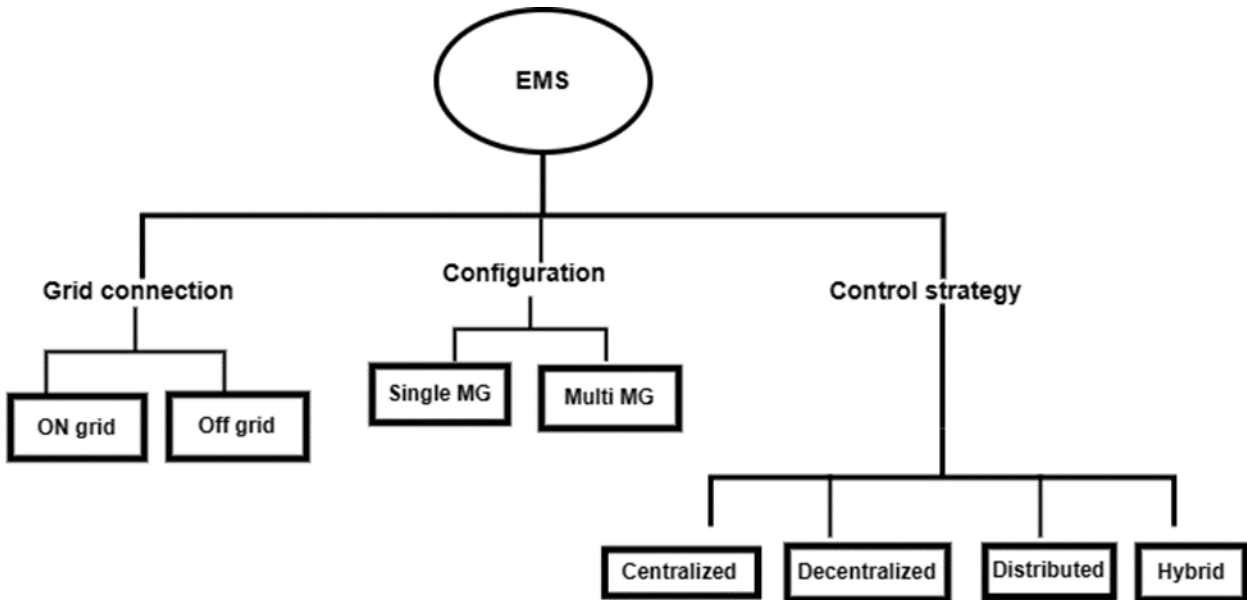 EMS
Grid connection
Configuration
Control strategy
ON grid
Off grid
Single MG
Multi MG
Centralized
Decentralized
Distributed
Hybrid